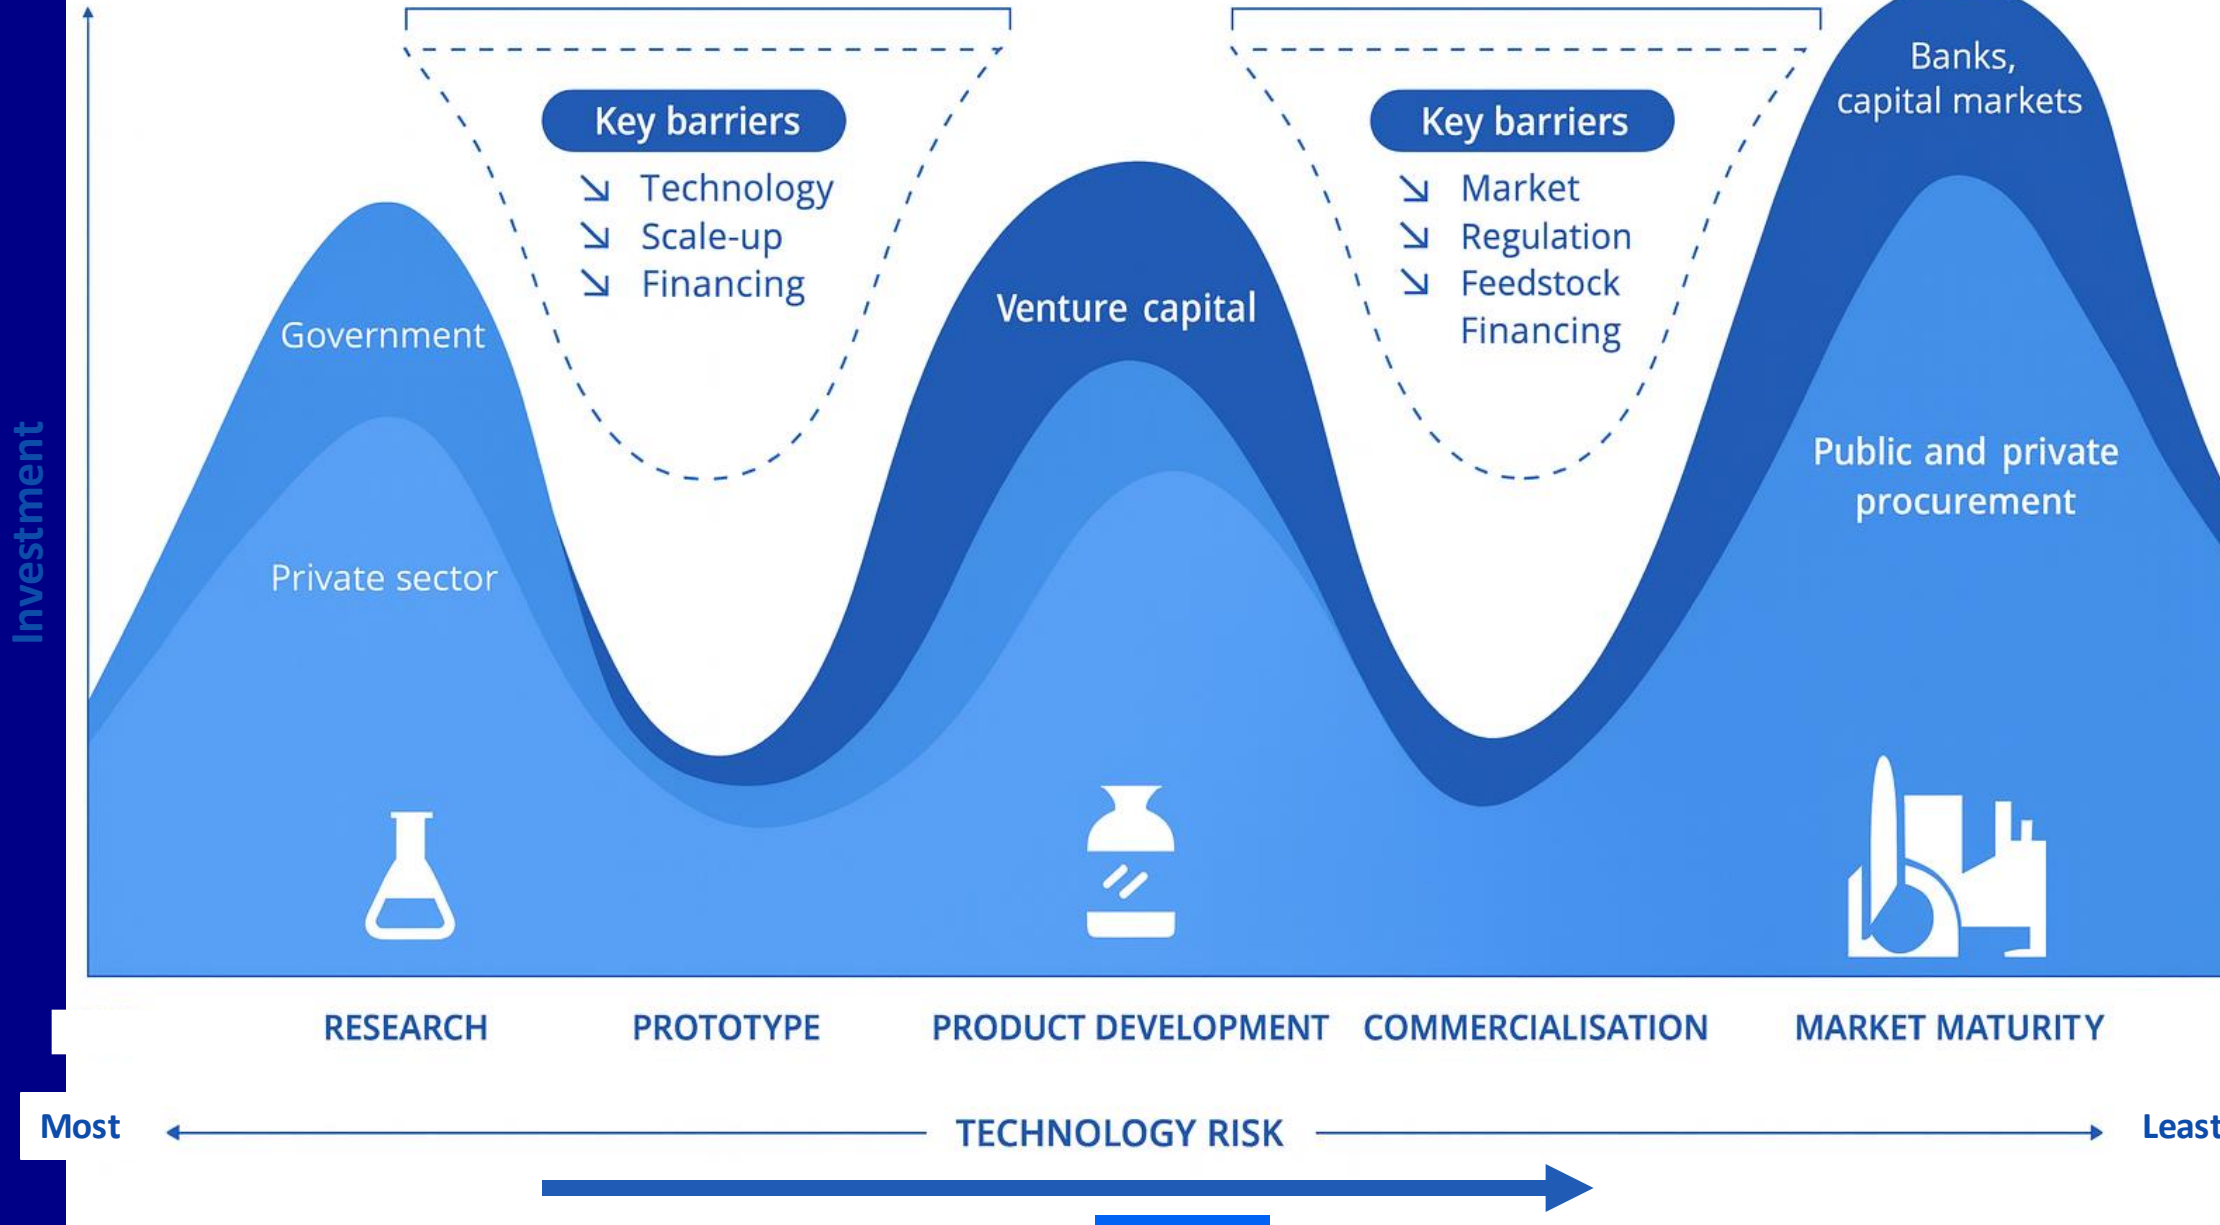 Banks,
capital markets
Key barriers
Technology
Scale-up
Financing
Key barriers
Market
Regulation
Feedstock
Financing
Government
Venture capital
Private sector
Public and private
procurement
Investment
RESEARCH
PROTOTYPE
PRODUCT DEVELOPMENT
COMMERCIALISATION
MARKET MATURITY
Most
TECHNOLOGY RISK
Least